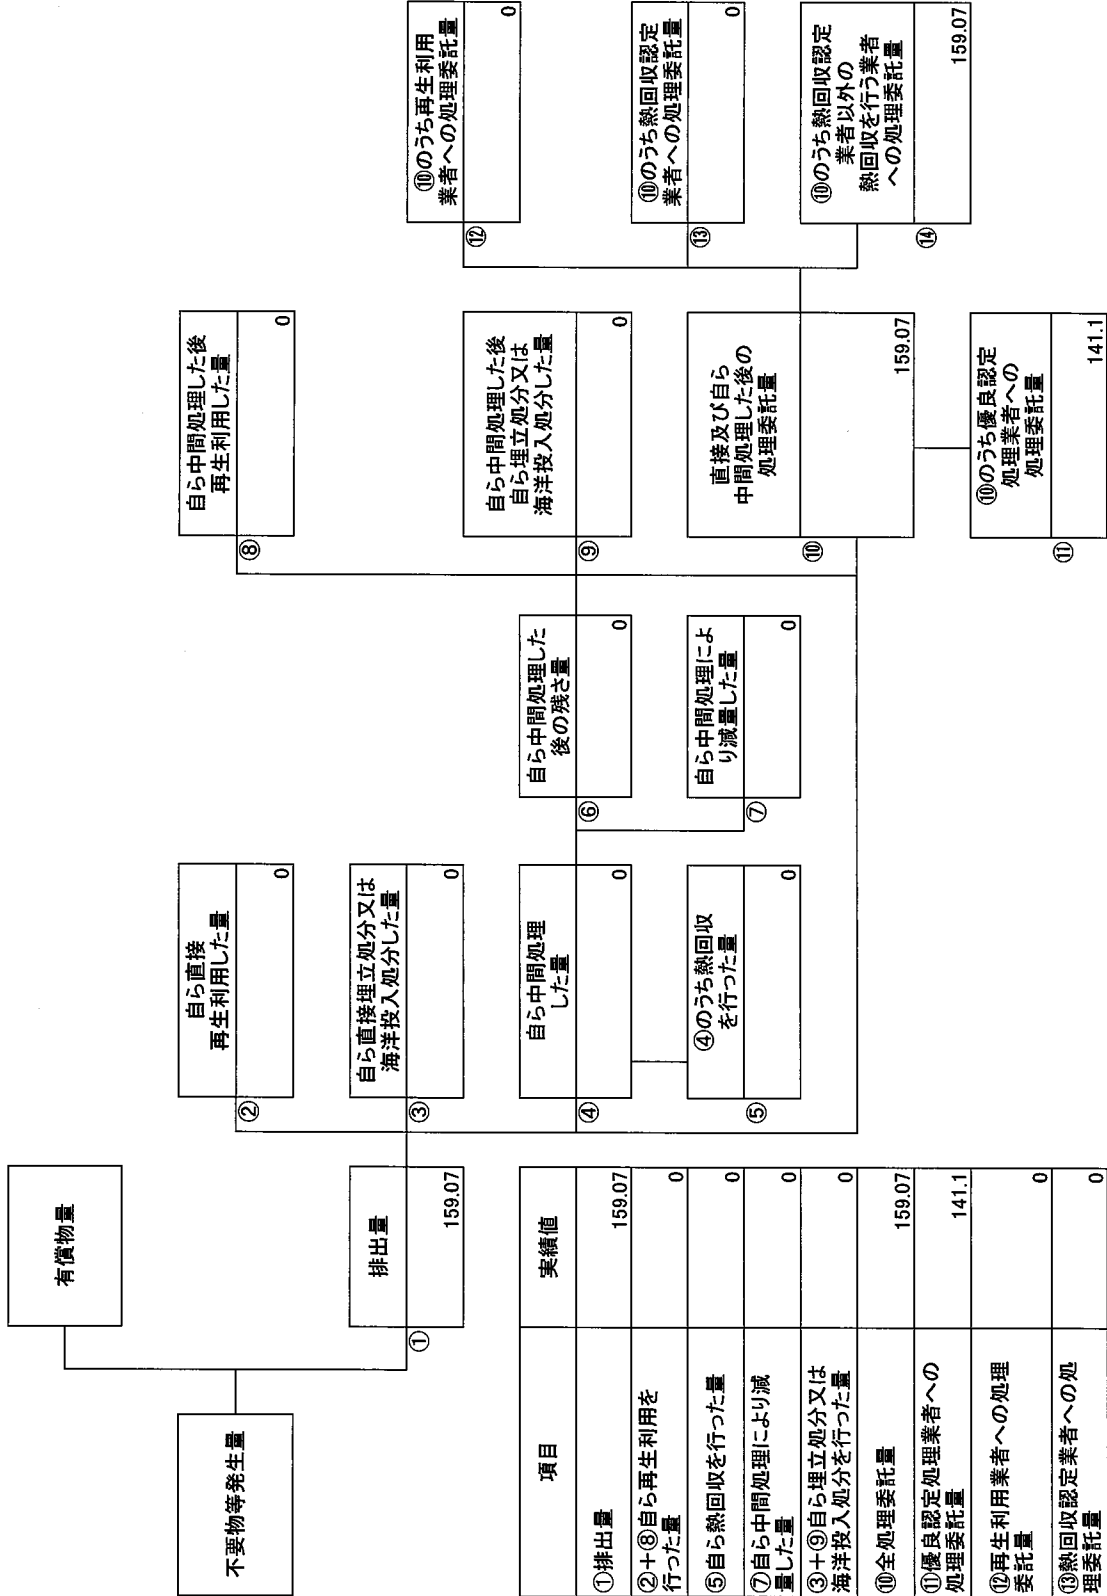 有償物量
不要物等発生量
排出量
①
159.07
自ら直接
再生利用した量
②
0
自ら直接埋立処分又は
海洋投入処分した量
③
0
自ら中間処理
した量
④
0
④のうち熱回収
を行った量
⑤
0
自ら中間処理した
後の残さ量
⑥
0
自ら中間処理によ
り減量した量
⑦
0
自ら中間処理した後
再生利用した量
⑧
0
自ら中間処理した後
自ら埋立処分又は
海洋投入処分した量
⑨
0
直接及び自ら
中間処理した後の
処理委託量
⑩
159.07
⑩のうち優良認定
処理業者への
処理委託量
⑪
141.1
⑩のうち再生利用
業者への処理委託量
⑫
0
⑩のうち熱回収認定
業者への処理委託量
⑬
0
⑩のうち熱回収認定
業者以外の
熱回収を行う業者
への処理委託量
⑭
159.07
項目 実績値
①排出量 159.07
②+⑧自ら再生利用を
行った量 0
⑤自ら熱回収を行った量 0
⑦自ら中間処理により減
量した量 0
③+⑨自ら埋立処分又は
海洋投入処分を行った量 0
⑩全処理委託量 159.07
⑪優良認定処理業者への
処理委託量 141.1
⑫再生利用業者への処理
委託量 0
⑬熱回収認定業者への処
理委託量 0